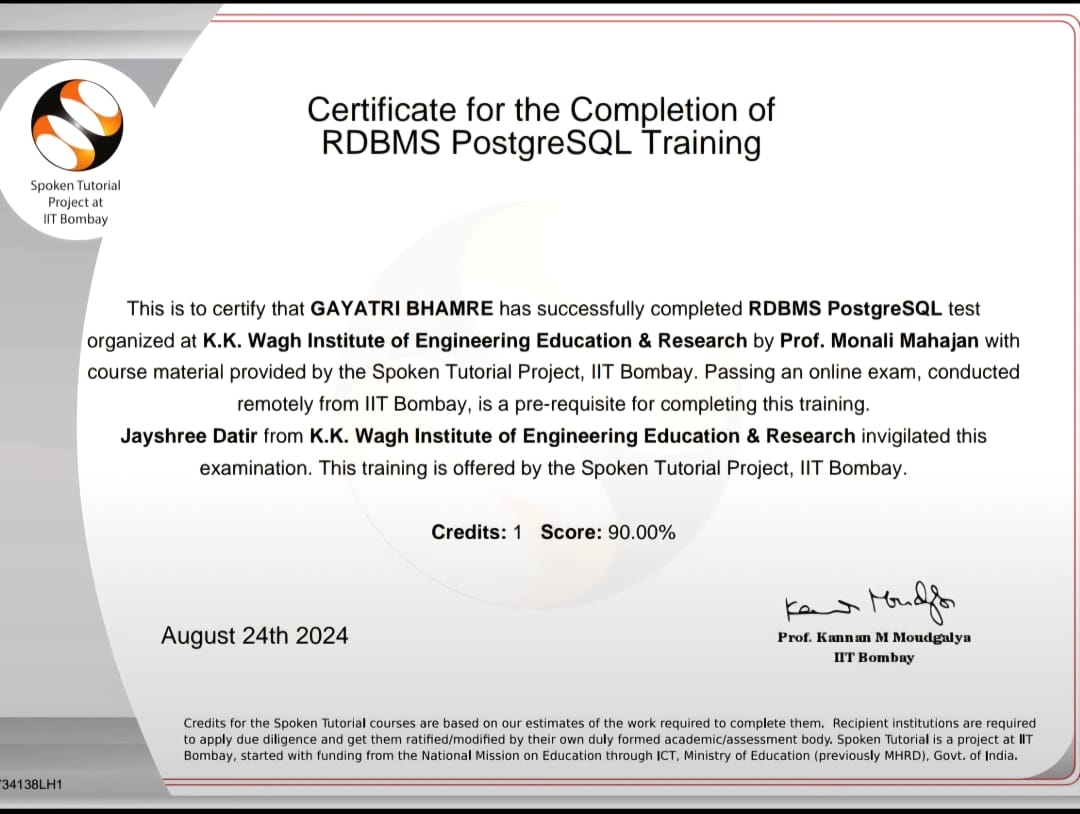 Certificate for the Completion of
RDBMS PostgreSQL Training
Spoken Tutorial
Project at
IIT Bombay
This is to certify that GAYATRI BHAMRE has successfully completed RDBMS PostgreSQL test
organized at K.K. Wagh Institute of Engineering Education & Research by Prof. Monali Mahajan with
course material provided by the Spoken Tutorial Project, IIT Bombay. Passing an online exam, conducted
remotely from IIT Bombay, is a pre-requisite for completing this training.
Jayshree Datir from K.K. Wagh Institute of Engineering Education & Research invigilated this
examination. This training is offered by the Spoken Tutorial Project, IIT Bombay.
Credits: 1 Score: 90.00%
August 24th 2024
Prof. Kannan M Moudgalya
IIT Bombay
Credits for the Spoken Tutorial courses are based on our estimates of the work required to complete them. Recipient institutions are required
to apply due diligence and get them ratified/modified by their own duly formed academic/assessment body. Spoken Tutorial is a project at IIT
Bombay, started with funding from the National Mission on Education through ICT, Ministry of Education (previously MHRD), Govt. of India.
34138LH1